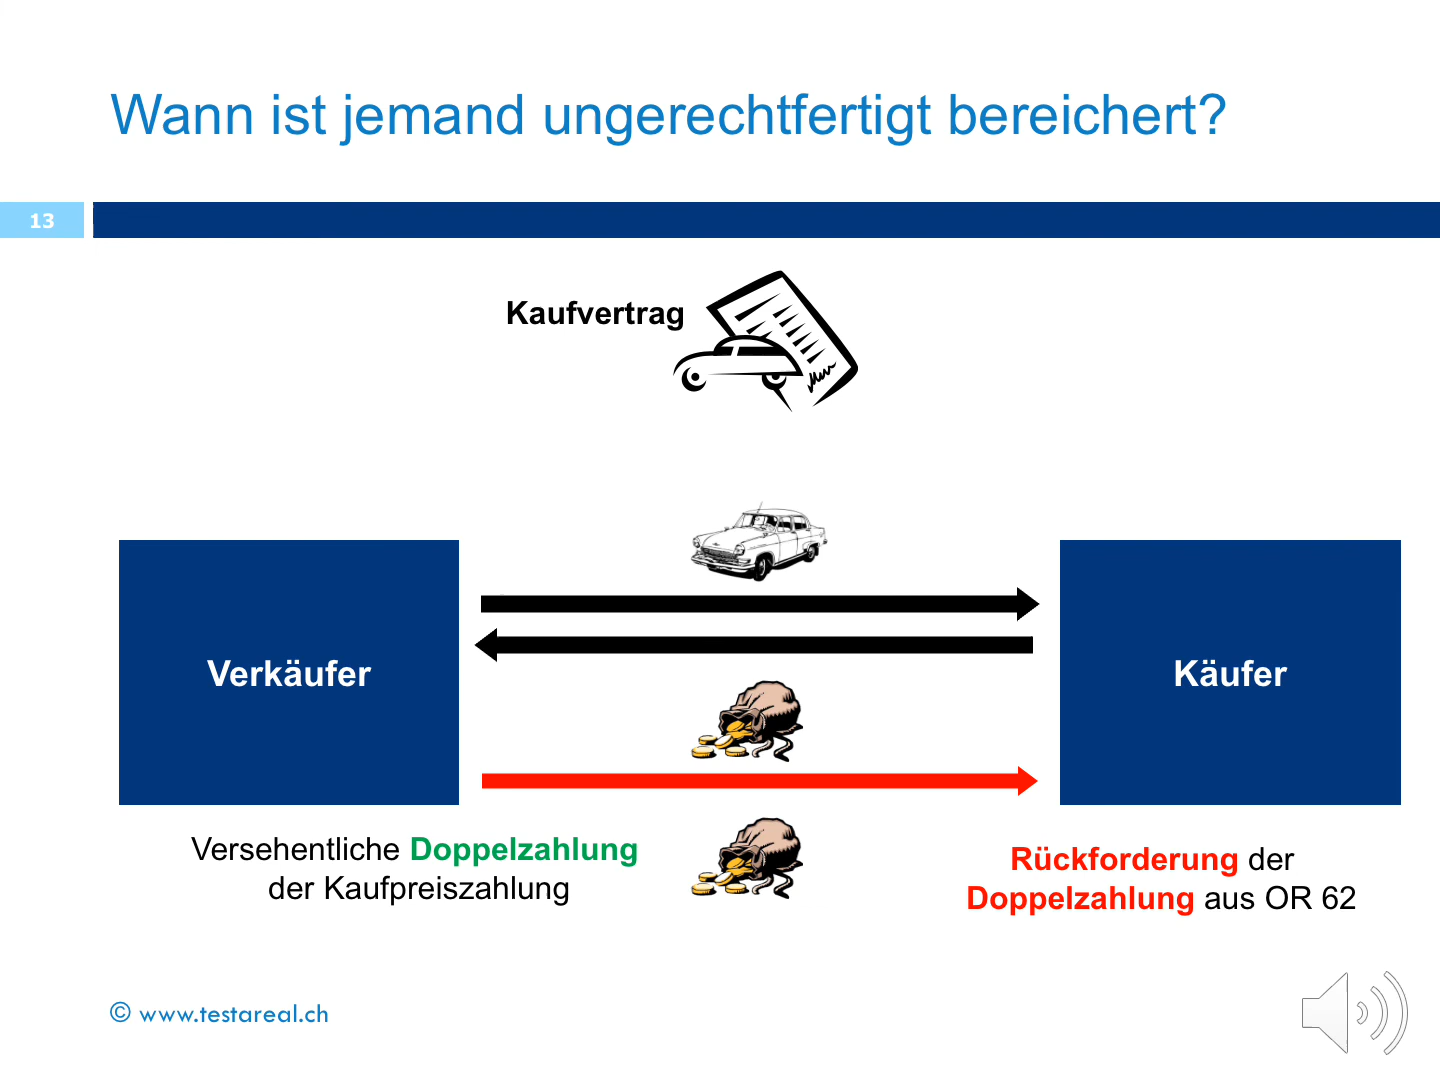 Wann ist jemand ungerechtfertigt bereichert?
13
Kaufvertrag
Verkäufer
Käufer
Versehentliche Doppelzahlung
der Kaufpreiszahlung
Rückforderung der
Doppelzahlung aus OR 62
© www.testareal.ch